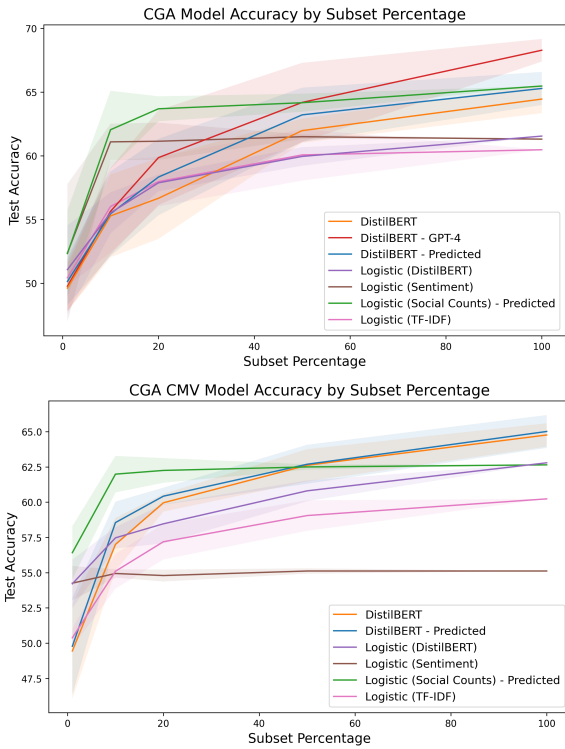 CGA Model Accuracy by Subset Percentage
70
65
60
55
50
Test Accuracy
DistilBERT
DistilBERT - GPT-4
DistilBERT - Predicted
Logistic (DistilBERT)
Logistic (Sentiment)
Logistic (Social Counts) - Predicted
Logistic (TF-IDF)
0 20 40 60 80 100
Subset Percentage
CGA CMV Model Accuracy by Subset Percentage
65.0
62.5
60.0
57.5
55.0
52.5
50.0
47.5
Test Accuracy
DistilBERT
DistilBERT - Predicted
Logistic (DistilBERT)
Logistic (Sentiment)
Logistic (Social Counts) - Predicted
Logistic (TF-IDF)
0 20 40 60 80 100
Subset Percentage